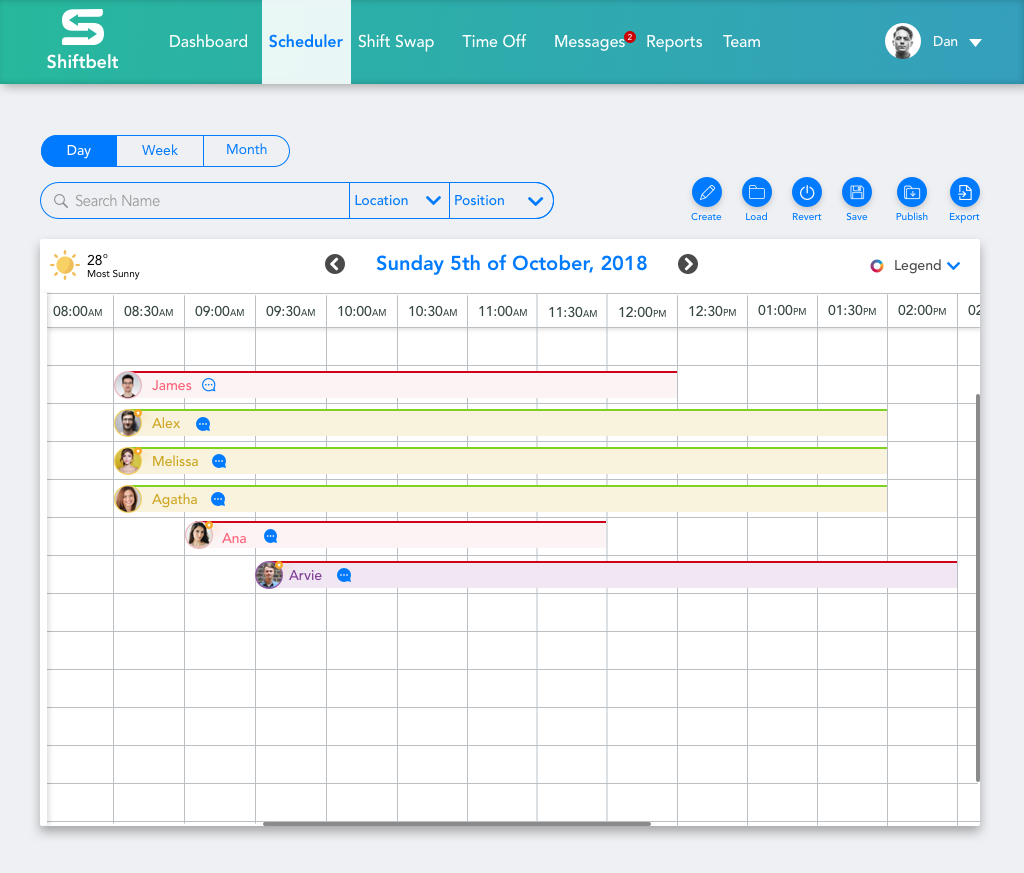 Shiftbelt
Dashboard Scheduler Shift Swap Time Off Messages 2 Reports Team Dan
Day Week Month
Search Name Location Position
Create Load Revert Save Publish Export
28°
Most Sunny
Sunday 5th of October, 2018
Legend
08:00AM 08:30AM 09:00AM 09:30AM 10:00AM 10:30AM 11:00AM 11:30AM 12:00PM 12:30PM 01:00PM 01:30PM 02:00PM 02
James
Alex
Melissa
Agatha
Ana
Arvie